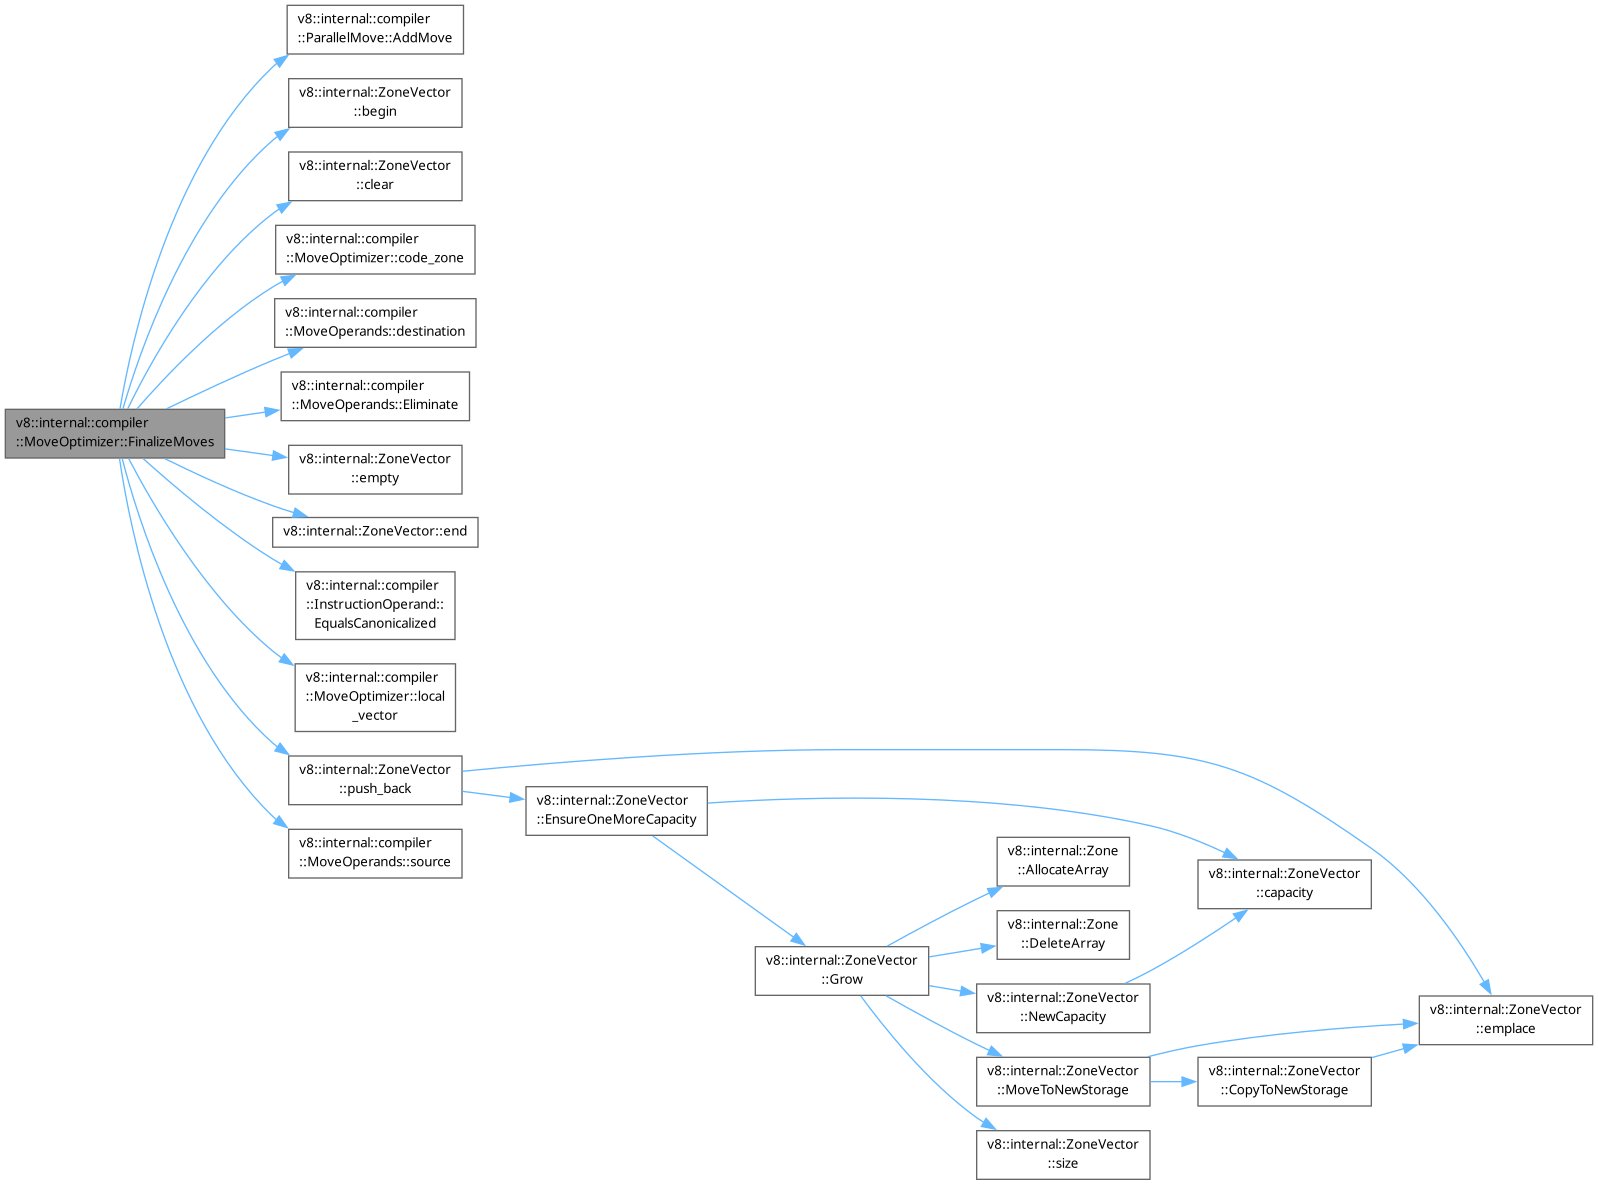 v8::internal::compiler
::ParallelMove::AddMove
v8::internal::ZoneVector
::begin
v8::internal::ZoneVector
::clear
v8::internal::compiler
::MoveOptimizer::code_zone
v8::internal::compiler
::MoveOperands::destination
v8::internal::compiler
::MoveOperands::Eliminate
v8::internal::compiler
::MoveOptimizer::FinalizeMoves
v8::internal::ZoneVector
::empty
v8::internal::ZoneVector::end
v8::internal::compiler
::InstructionOperand::
EqualsCanonicalized
v8::internal::compiler
::MoveOptimizer::local
_vector
v8::internal::ZoneVector
::push_back
v8::internal::ZoneVector
::EnsureOneMoreCapacity
v8::internal::compiler
::MoveOperands::source
v8::internal::Zone
::AllocateArray
v8::internal::ZoneVector
::capacity
v8::internal::Zone
::DeleteArray
v8::internal::ZoneVector
::Grow
v8::internal::ZoneVector
::NewCapacity
v8::internal::ZoneVector
::emplace
v8::internal::ZoneVector
::MoveToNewStorage
v8::internal::ZoneVector
::CopyToNewStorage
v8::internal::ZoneVector
::size